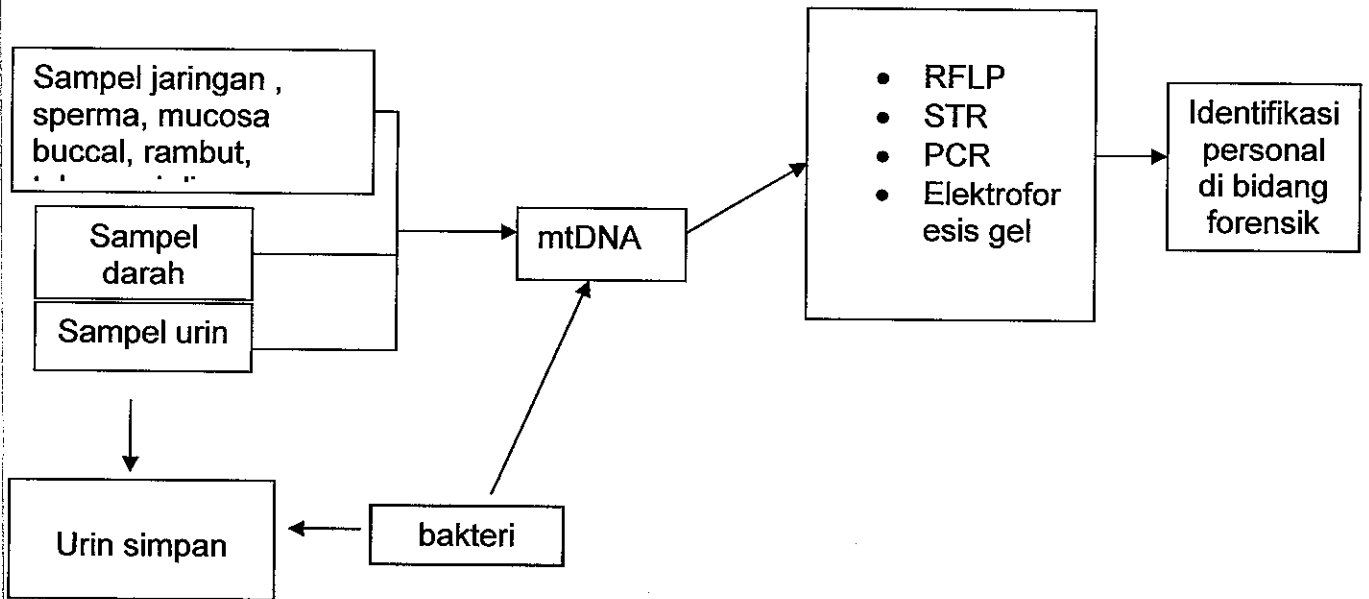 Sampel jaringan ,
sperma, mucosa
buccal, rambut,
Sampel
darah
Sampel urin
Urin simpan
bakteri
mtDNA
• RFLP
• STR
• PCR
• Elektrofor
esis gel
Identifikasi
personal
di bidang
forensik